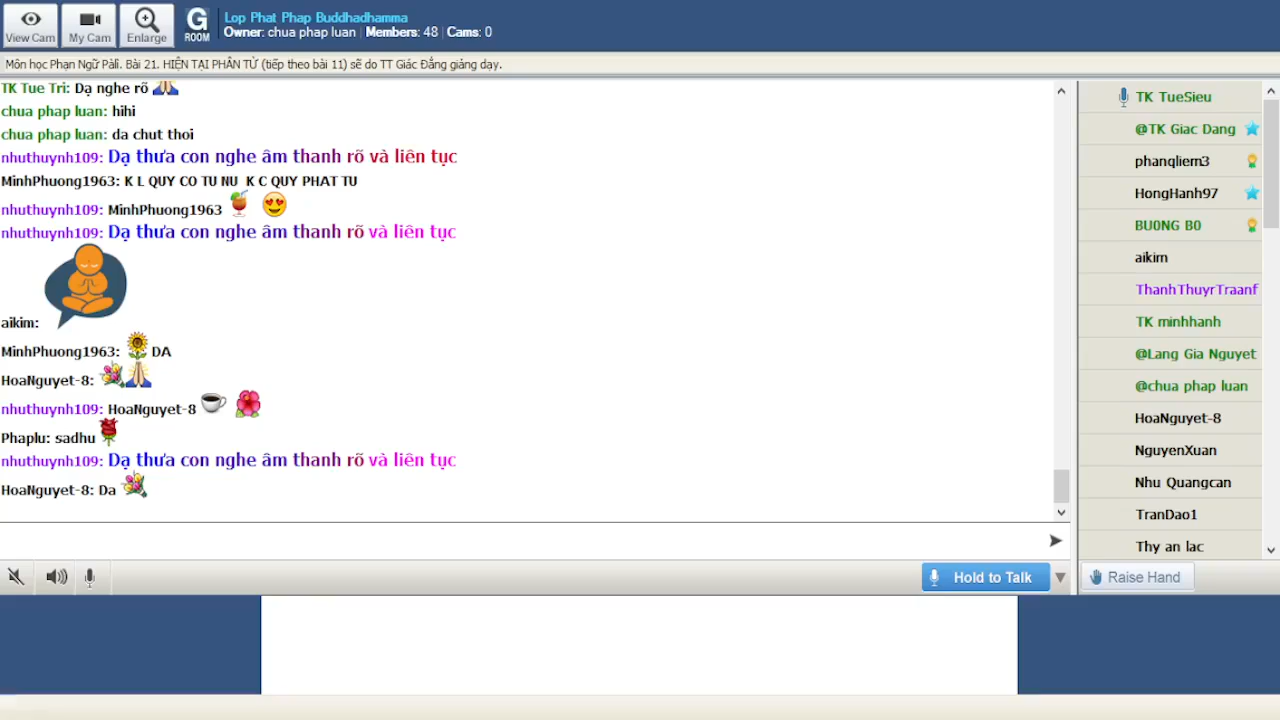 View Cam
My Cam
Enlarge
G
ROOM
Lop Phat Phap Buddhadhamma
Owner: chua phap luan | Members: 48 | Cams: 0
Môn học Phạn Ngữ Pāli. Bài 21. HIỆN TẠI PHÂN TỪ (tiếp theo bài 11) sẽ do TT Giác Đẳng giảng dạy.
TK Tue Tri: Dạ nghe rõ
chua phap luan: hihi
chua phap luan: da chut thoi
nhuthuynh109: Dạ thưa con nghe âm thanh rõ và liên tục
MinhPhuong1963: K L QUY CO TU NU K C QUY PHAT TU
nhuthuynh109: MinhPhuong1963
nhuthuynh109: Dạ thưa con nghe âm thanh rõ và liên tục
aikim:
MinhPhuong1963: DA
HoaNguyet-8:
nhuthuynh109: HoaNguyet-8
Phaplu: sadhu
nhuthuynh109: Dạ thưa con nghe âm thanh rõ và liên tục
HoaNguyet-8: Da
TK TueSieu
@TK Giac Dang
phanqliem3
HongHanh97
BU0NG B0
aikim
ThanhThuyrTraanf
TK minhhanh
@Lang Gia Nguyet
@chua phap luan
HoaNguyet-8
NguyenXuan
Nhu Quangcan
TranDao1
Thy an lac
Hold to Talk
Raise Hand